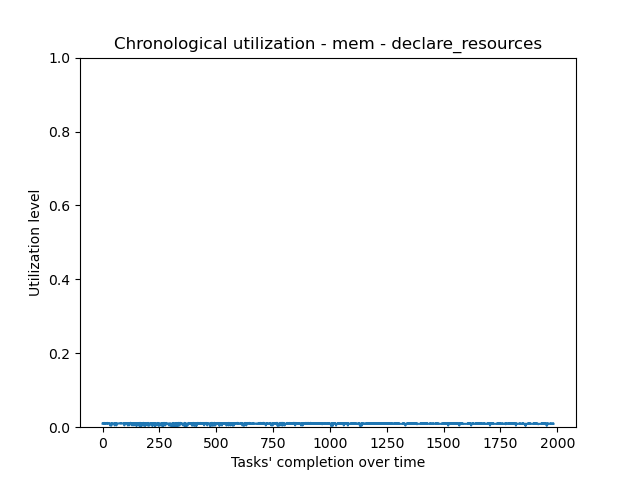 Chronological utilization - mem - declare_resources
1.0
0.8
0.6
0.4
0.2
0.0
Utilization level
0 250 500 750 1000 1250 1500 1750 2000
Tasks' completion over time